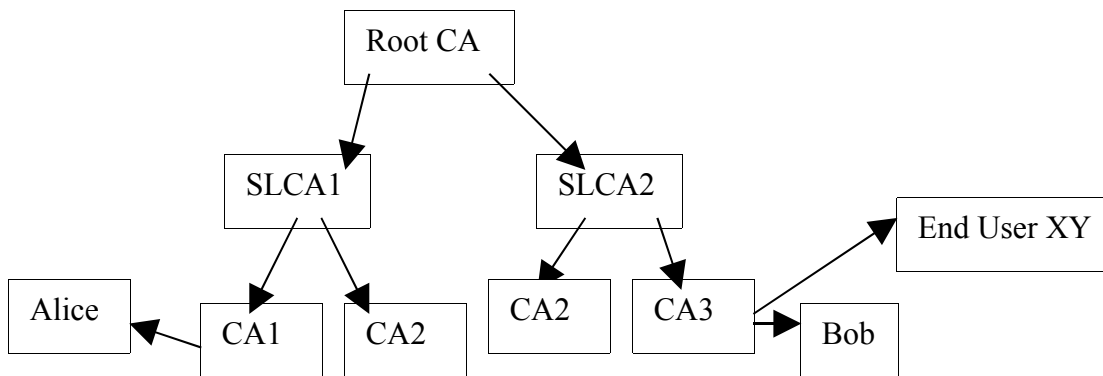 Root CA
SLCA1
SLCA2
End User XY
Alice
CA1
CA2
CA2
CA3
Bob